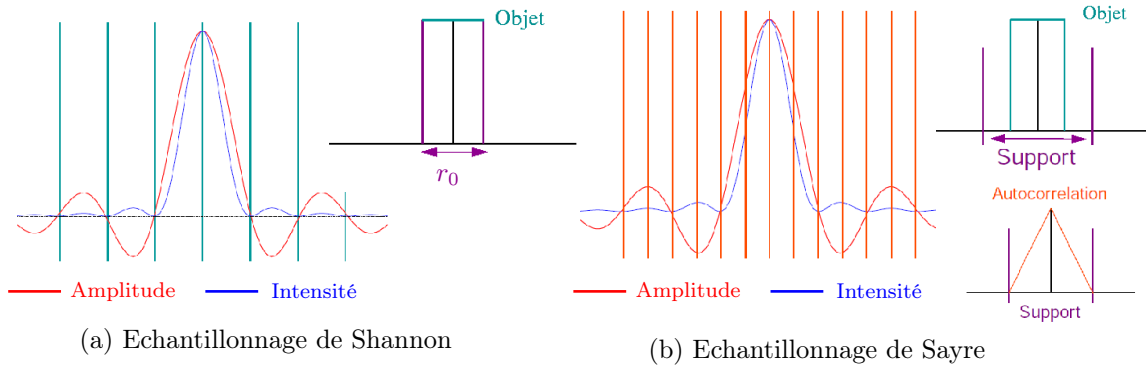 Objet
r₀
Amplitude
Intensité
(a) Echantillonnage de Shannon
Objet
Support
Autocorrelation
Support
Amplitude
Intensité
(b) Echantillonnage de Sayre